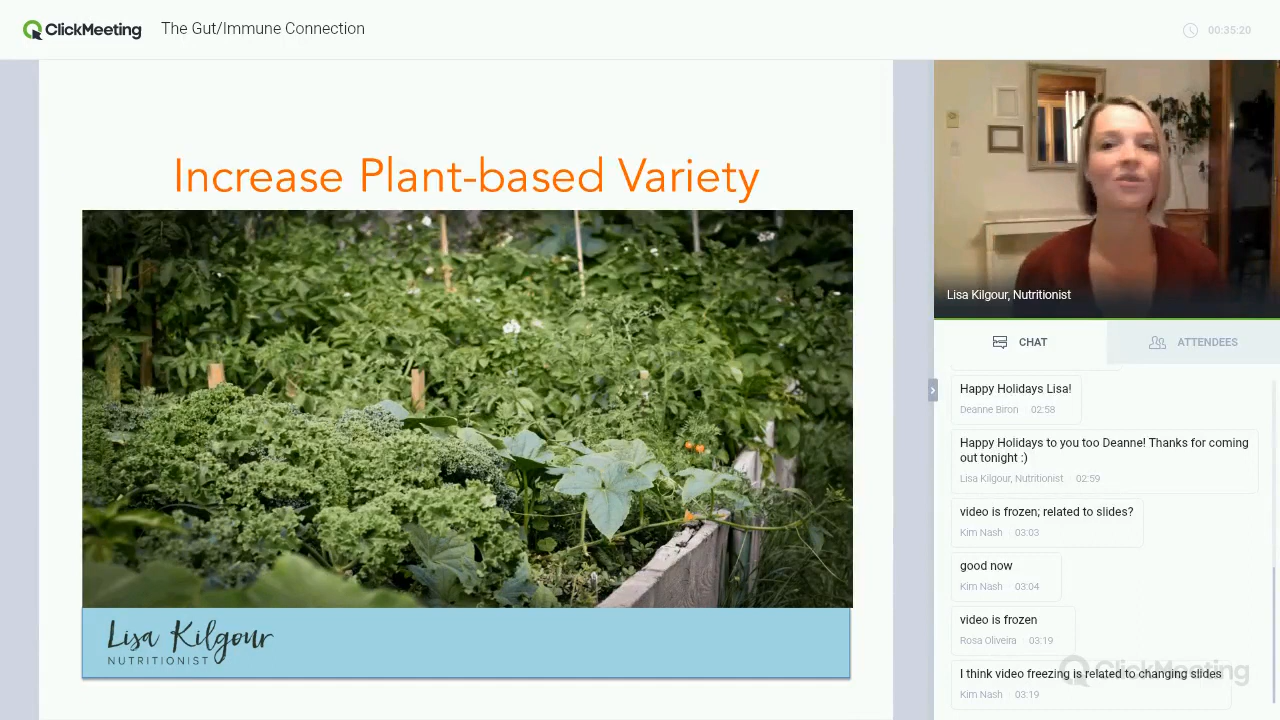 ClickMeeting
The Gut/Immune Connection
00:35:20
Increase Plant-based Variety
Lisa Kilgour
NUTRITIONIST
Lisa Kilgour, Nutritionist
CHAT
ATTENDEES
Happy Holidays Lisa!
Deanne Biron 02:58
Happy Holidays to you too Deanne! Thanks for coming
out tonight :)
Lisa Kilgour, Nutritionist 02:59
video is frozen; related to slides?
Kim Nash 03:03
good now
Kim Nash 03:04
video is frozen
Rosa Oliveira 03:19
I think video freezing is related to changing slides
Kim Nash 03:19
ClickMeeting